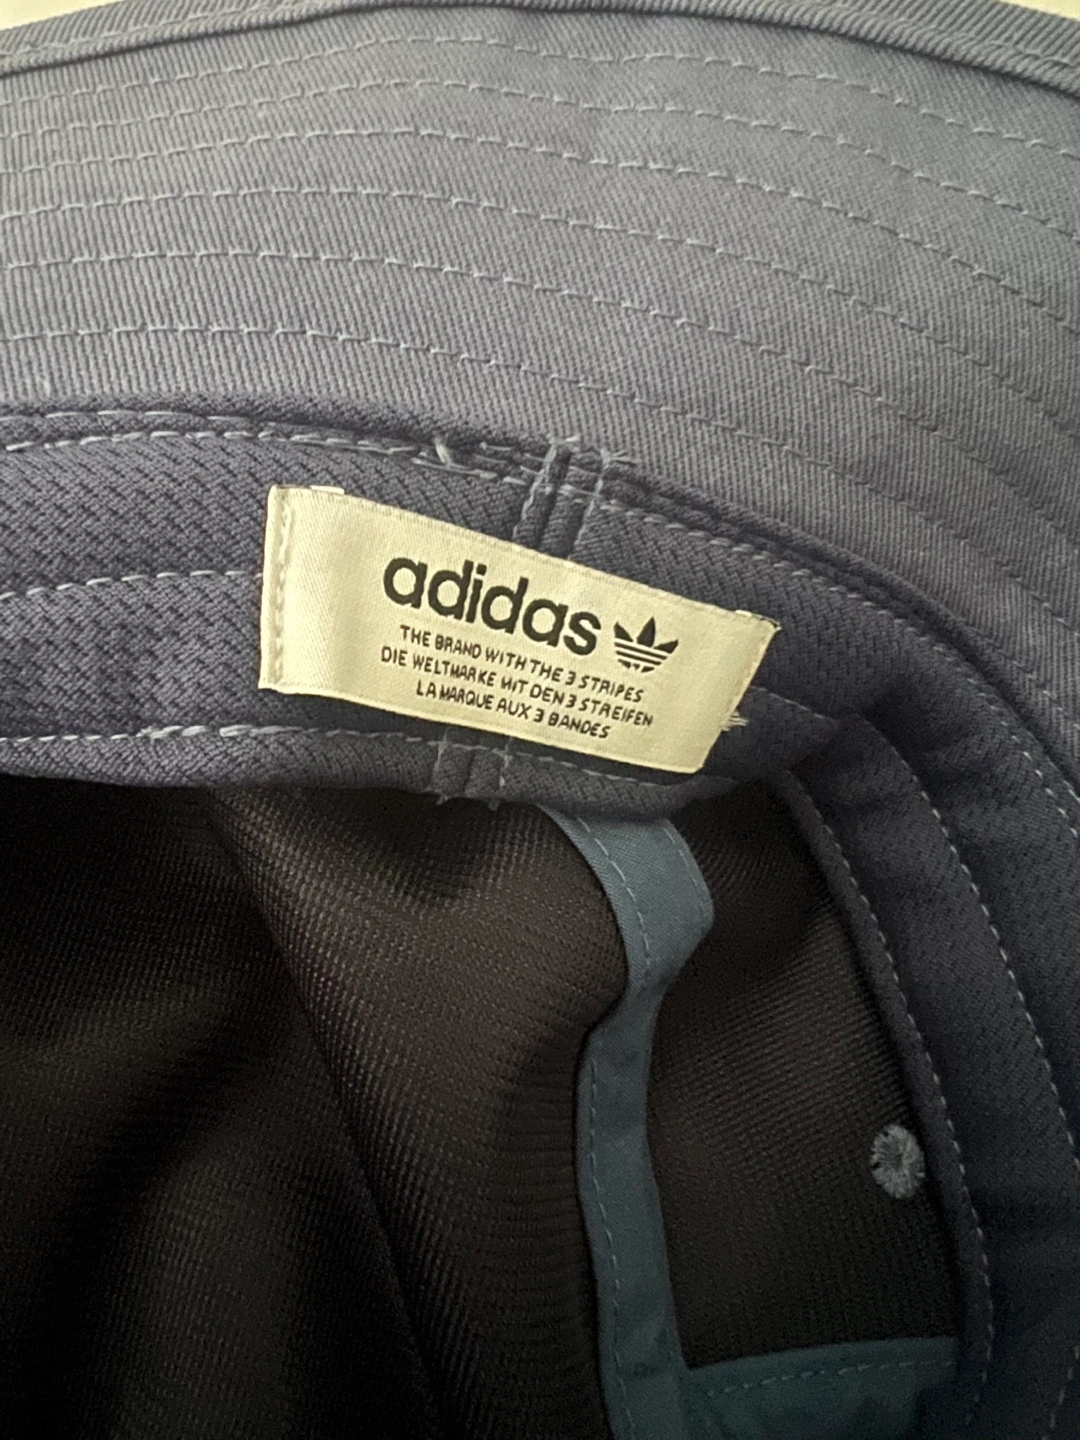 adidas
THE BRAND WITH THE 3 STRIPES
DIE WELTMARKE MIT DEN 3 STREIFEN
LA MARQUE AUX 3 BANDES